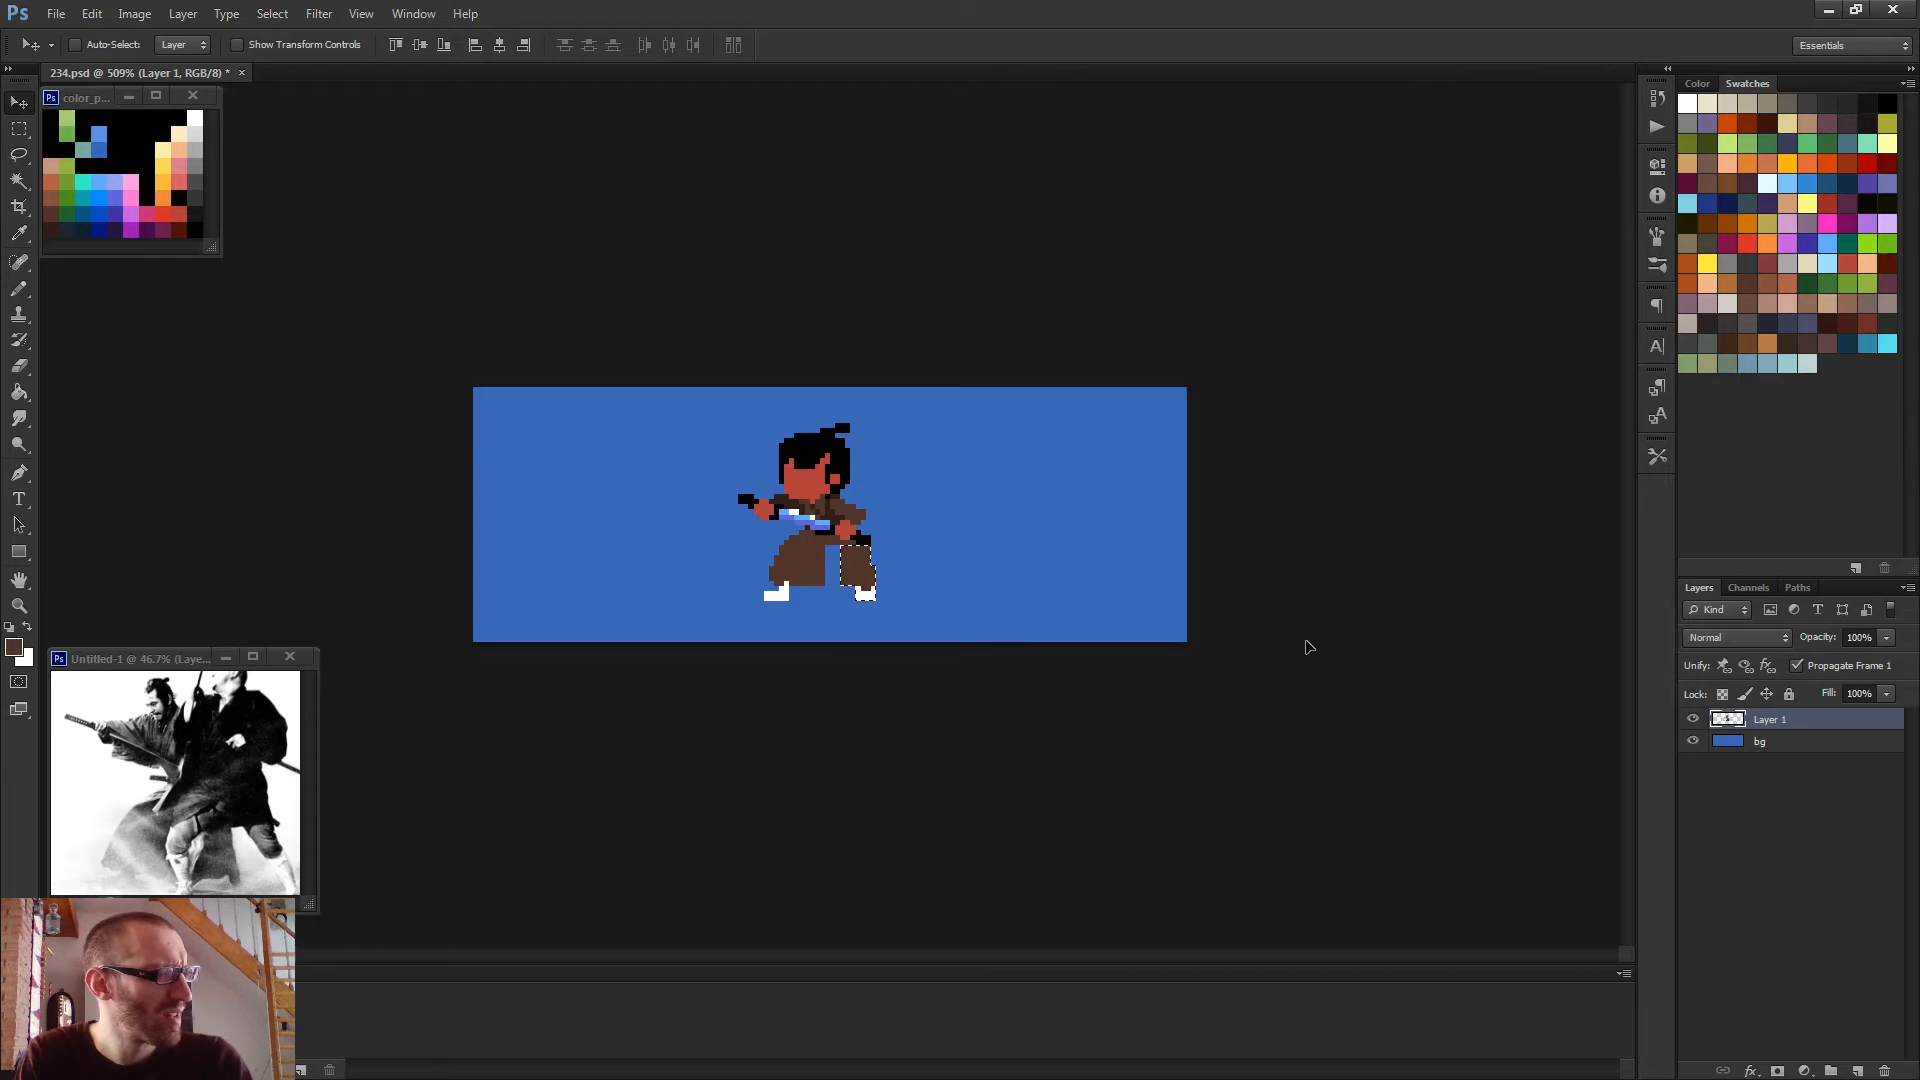 Ps File Edit Image Layer Type Select Filter View Window Help
Auto-Select: Layer Show Transform Controls Essentials
234.psd @ 509% (Layer 1, RGB/8) *
Ps color_p...
Color Swatches
Layers Channels Paths
Kind
Normal Opacity: 100%
Unify: Propagate Frame 1
Lock: Fill: 100%
Layer 1
bg
Ps Untitled-1 @ 46.7% (Laye...